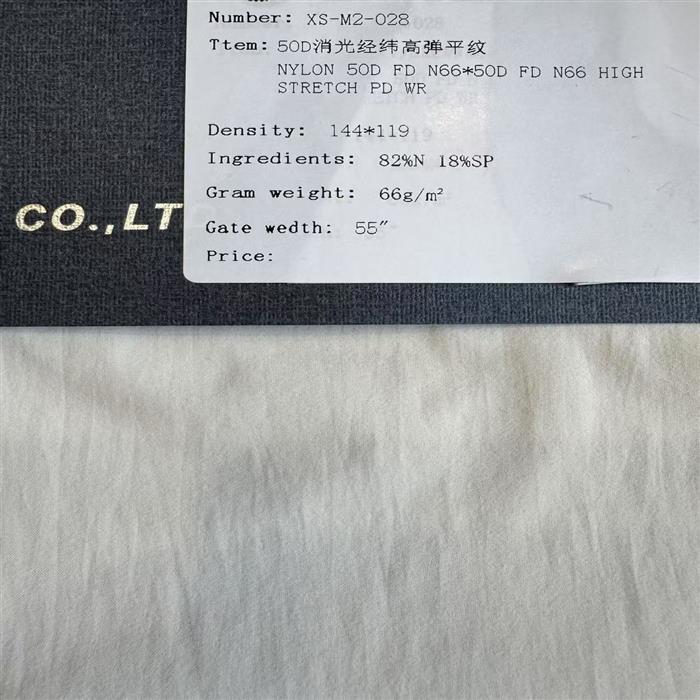 Number: XS-M2-028
Ttem: 50D消光经纬高弹平纹
NYLON 50D FD N66*50D FD N66 HIGH
STRETCH PD WR
Density: 144*119
Ingredients: 82%N 18%SP
Gram weight: 66g/m²
Gate wedth: 55"
Price:
CO.,LT